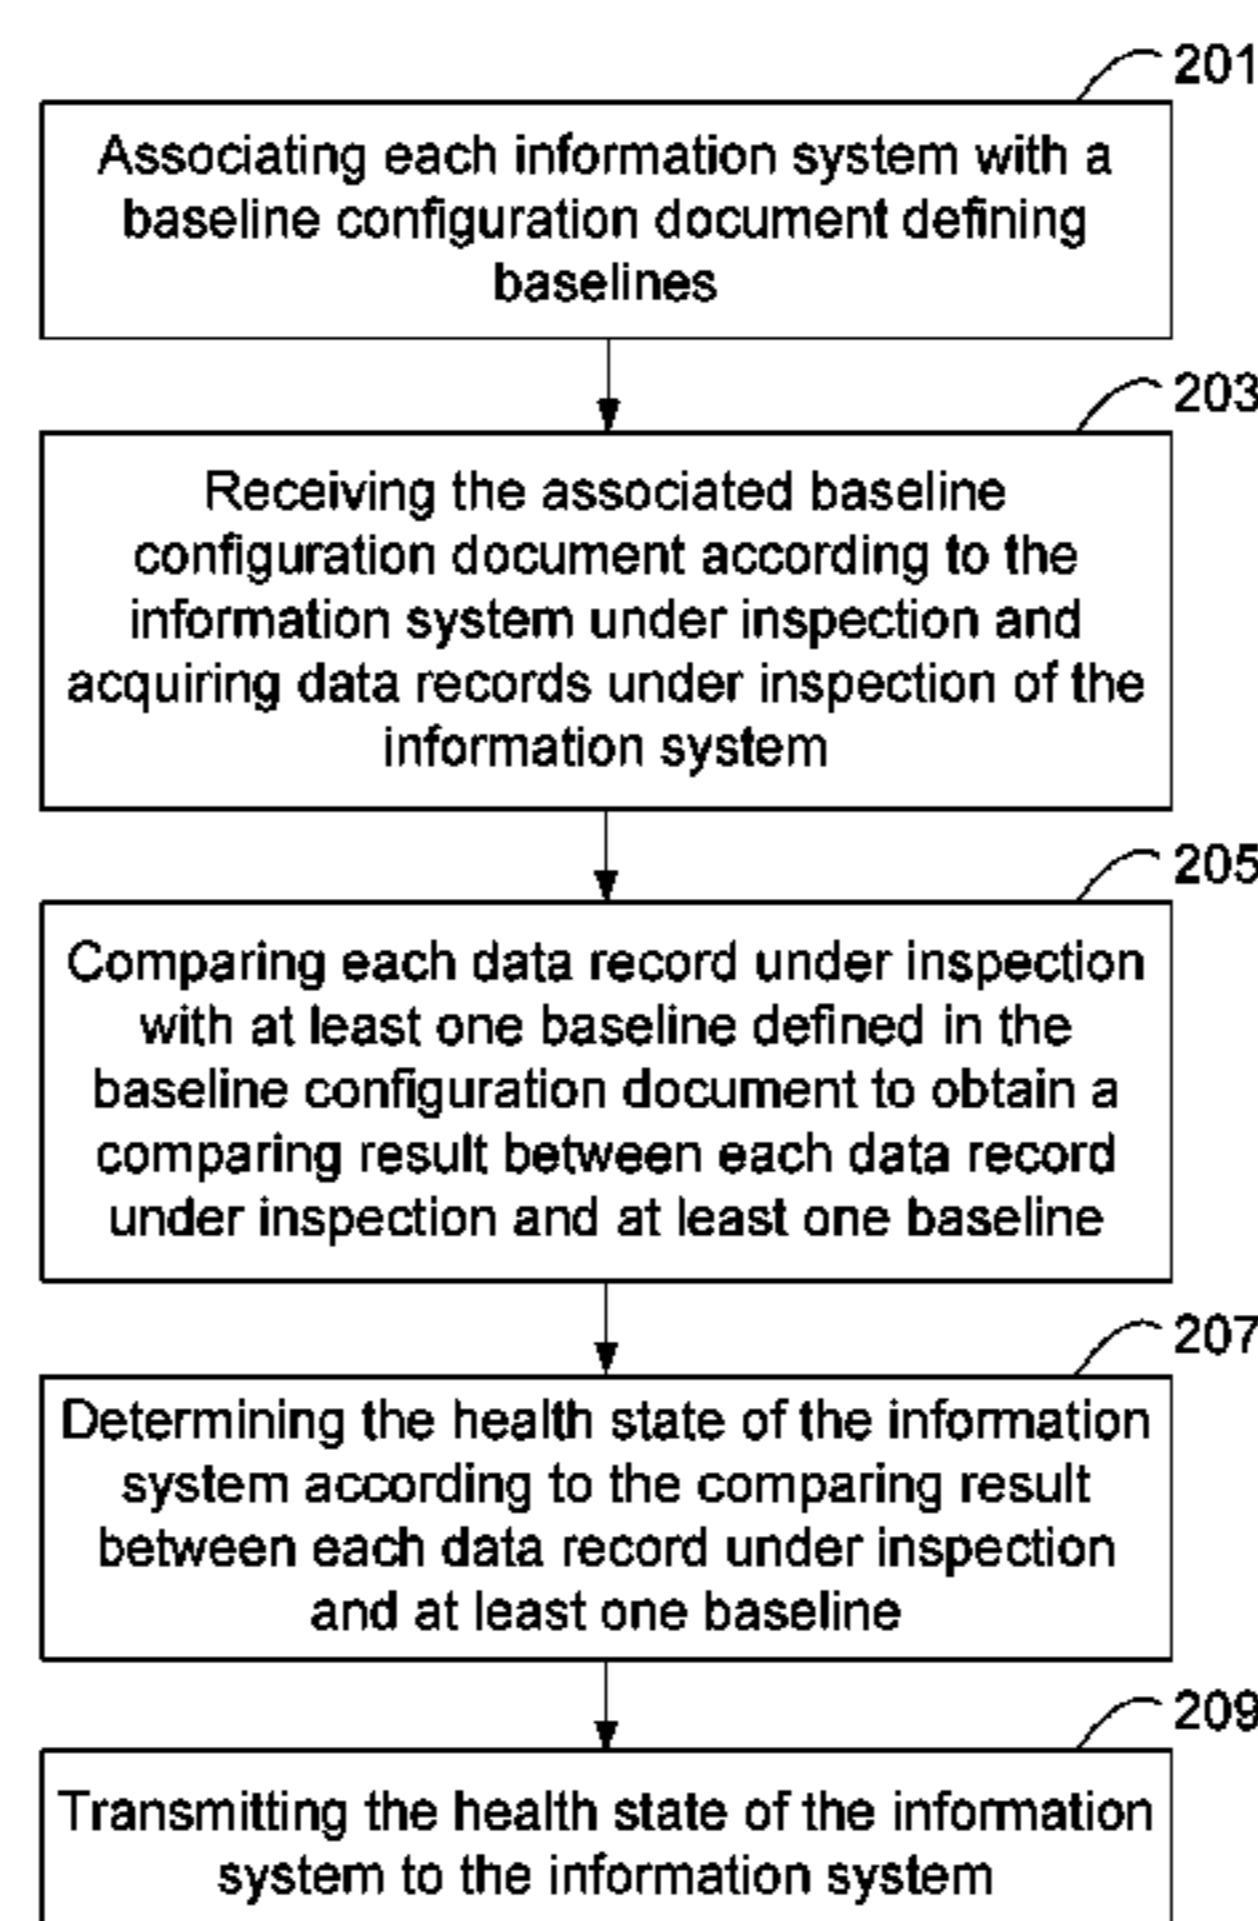 201
Associating each information system with a
baseline configuration document defining
baselines
203
Receiving the associated baseline
configuration document according to the
information system under inspection and
acquiring data records under inspection of the
information system
205
Comparing each data record under inspection
with at least one baseline defined in the
baseline configuration document to obtain a
comparing result between each data record
under inspection and at least one baseline
207
Determining the health state of the information
system according to the comparing result
between each data record under inspection
and at least one baseline
209
Transmitting the health state of the information
system to the information system